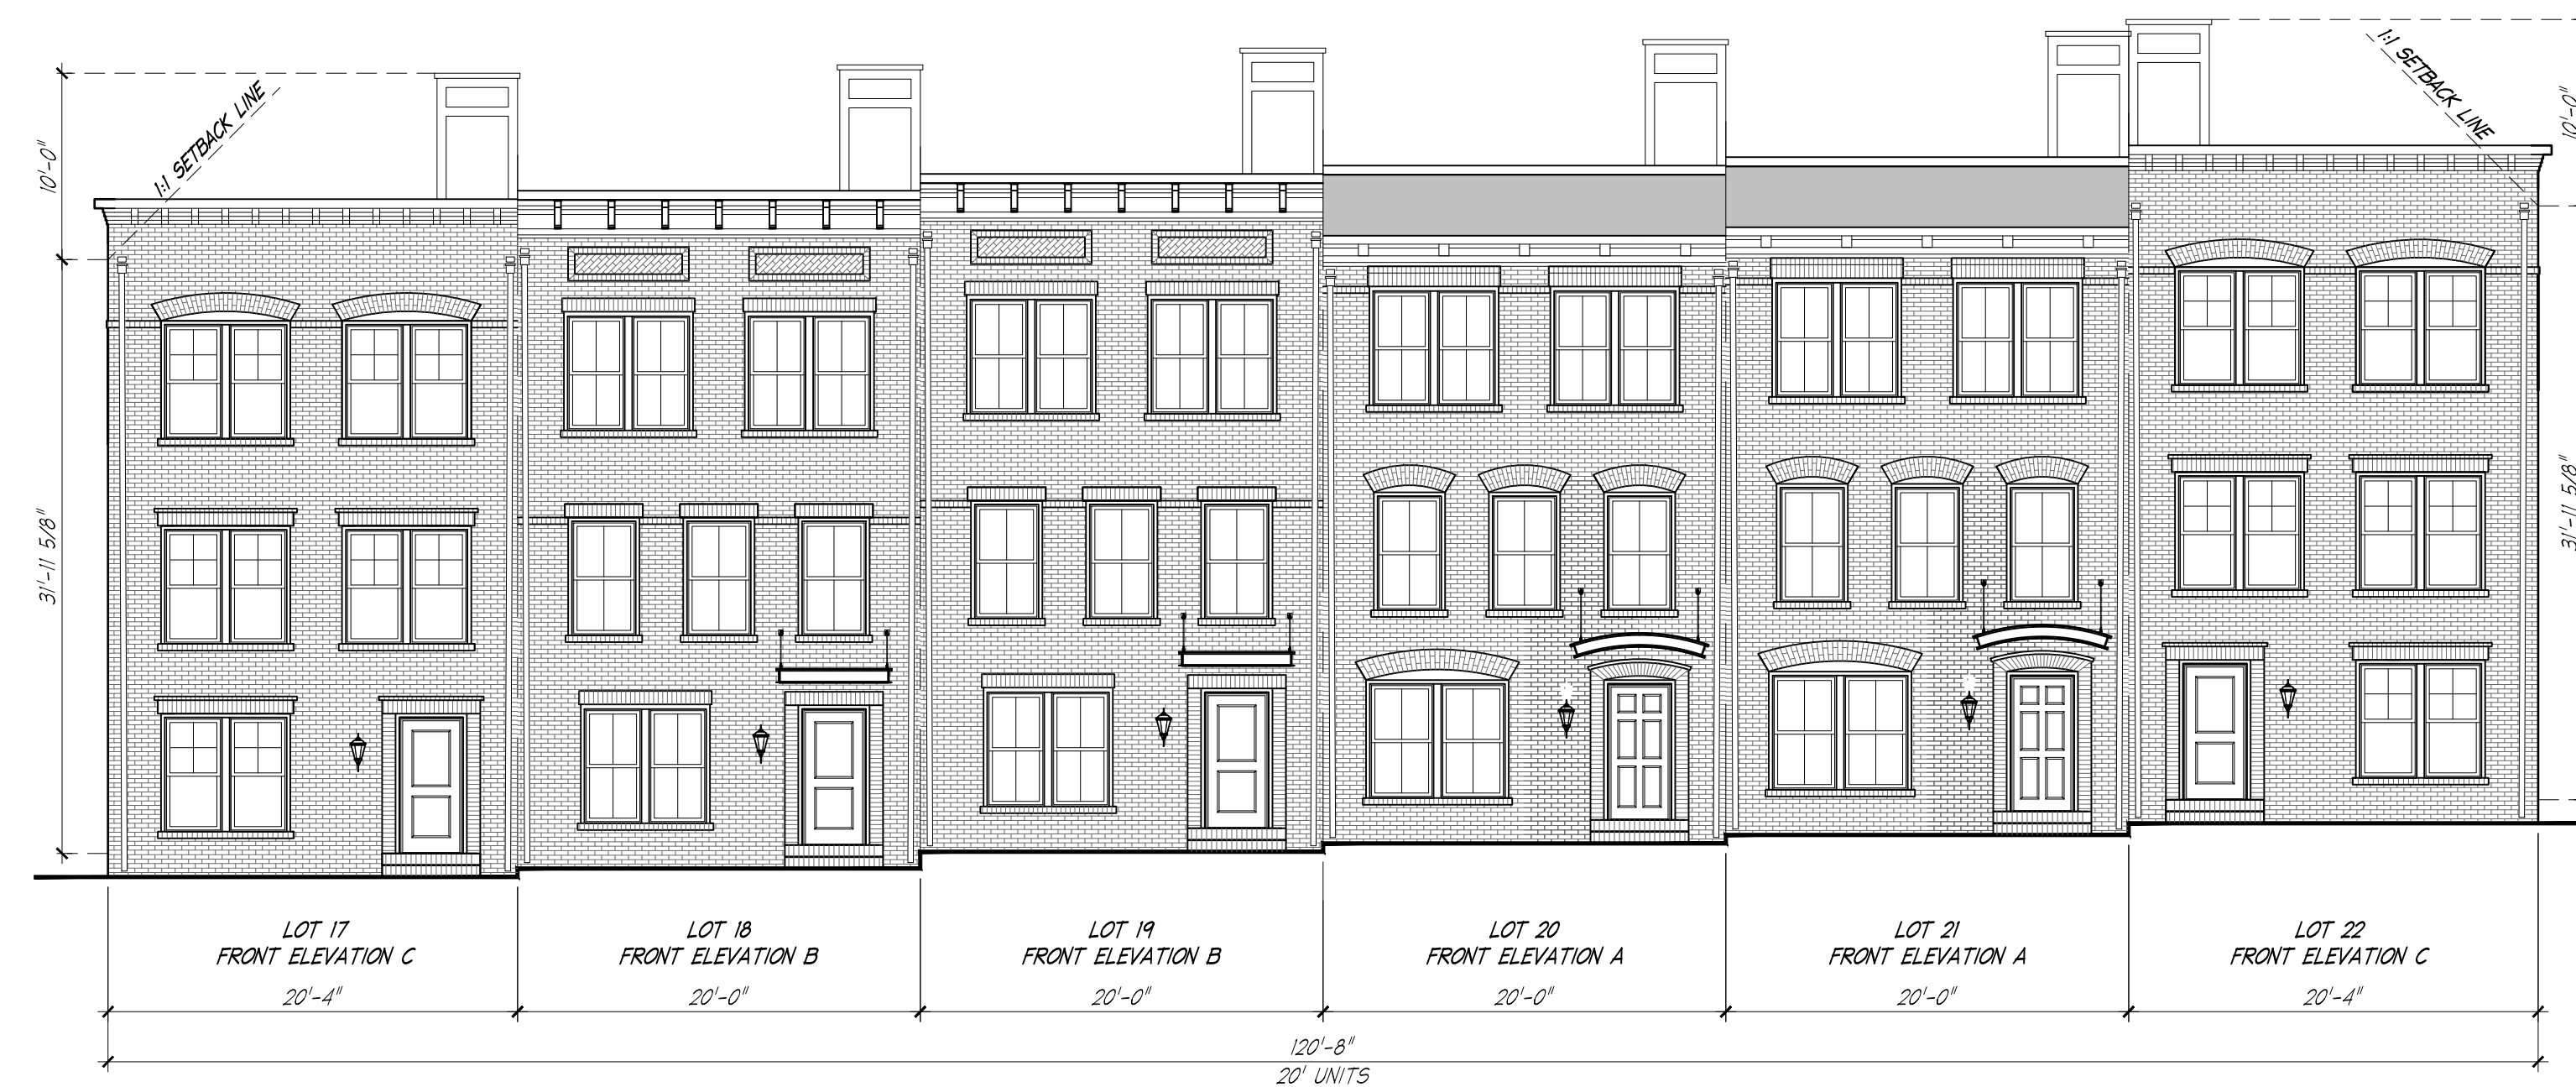 1:1 SETBACK LINE
1:1 SETBACK LINE
10'-0"
10'-0"
31'-11 5/8"
31'-11 5/8"
LOT 17
FRONT ELEVATION C
LOT 18
FRONT ELEVATION B
LOT 19
FRONT ELEVATION B
LOT 20
FRONT ELEVATION A
LOT 21
FRONT ELEVATION A
LOT 22
FRONT ELEVATION C
20'-4"
20'-0"
20'-0"
20'-0"
20'-0"
20'-4"
120'-8"
20' UNITS